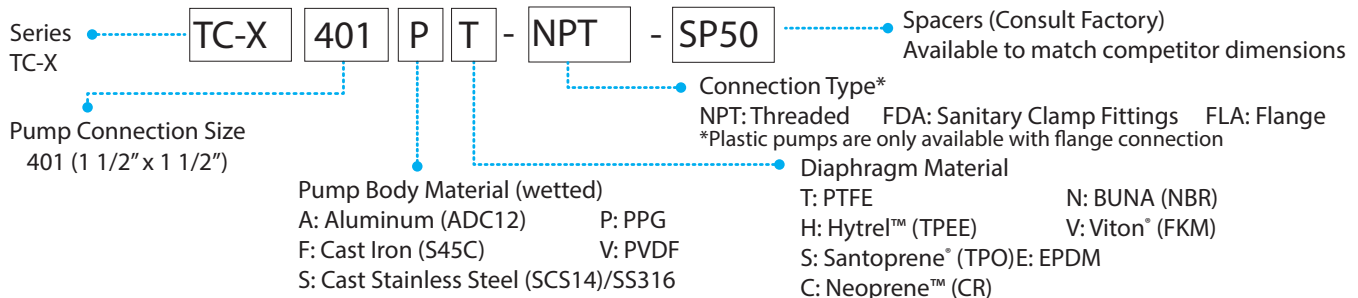 Series
TC-X
TC-X 401 P T - NPT - SP50
Spacers (Consult Factory)
Available to match competitor dimensions
Connection Type*
NPT: Threaded FDA: Sanitary Clamp Fittings FLA: Flange
*Plastic pumps are only available with flange connection
Pump Connection Size
401 (1 1/2” x 1 1/2”)
Pump Body Material (wetted)
A: Aluminum (ADC12) P: PPG
F: Cast Iron (S45C) V: PVDF
S: Cast Stainless Steel (SCS14)/SS316
Diaphragm Material
T: PTFE N: BUNA (NBR)
H: Hytrel™ (TPEE) V: Viton® (FKM)
S: Santoprene® (TPO)E: EPDM
C: Neoprene™ (CR)